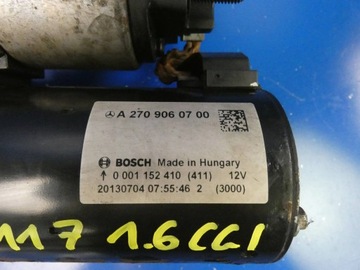 A 270 906 07 00
BOSCH Made in Hungary
0 001 152 410 (411) 12V
20130704 07:55:46 2 (3000)
117 1.6 CGI